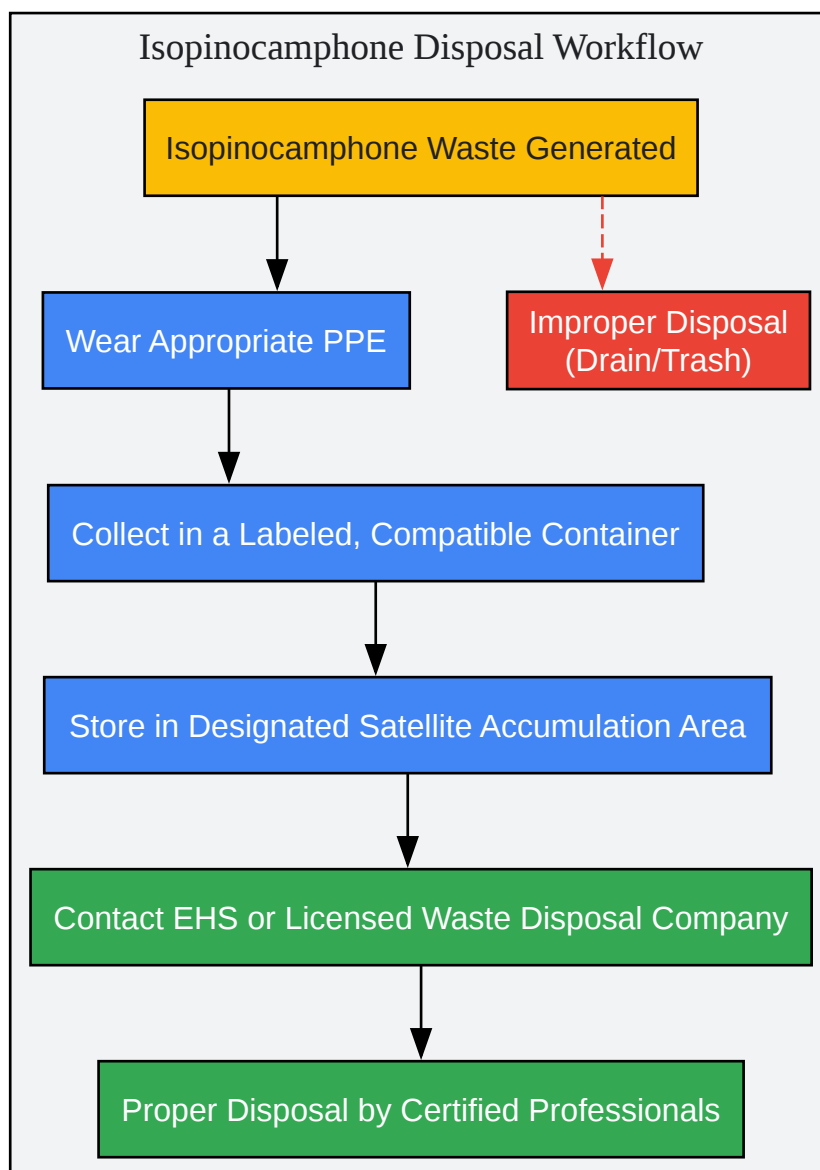 Isopinocamphone Disposal Workflow
Isopinocamphone Waste Generated
Wear Appropriate PPE
Improper Disposal
(Drain/Trash)
Collect in a Labeled, Compatible Container
Store in Designated Satellite Accumulation Area
Contact EHS or Licensed Waste Disposal Company
Proper Disposal by Certified Professionals